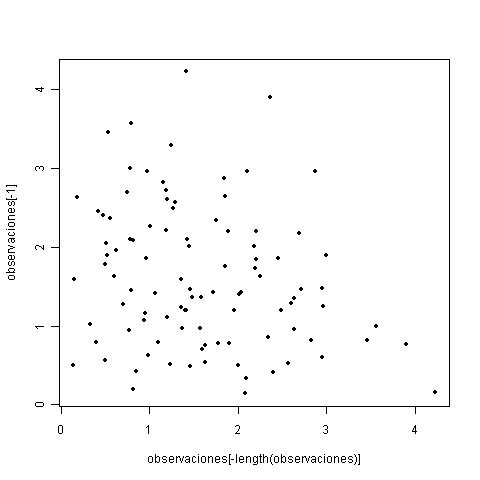 4
3
2
1
0
observaciones[-1]
0 1 2 3 4
observaciones[-length(observaciones)]